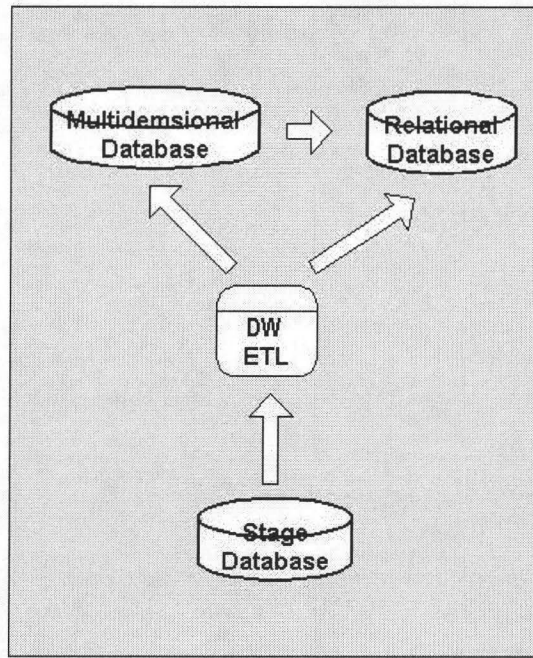 Multidemsional
Database
Relational
Database
DW
ETL
Stage
Database